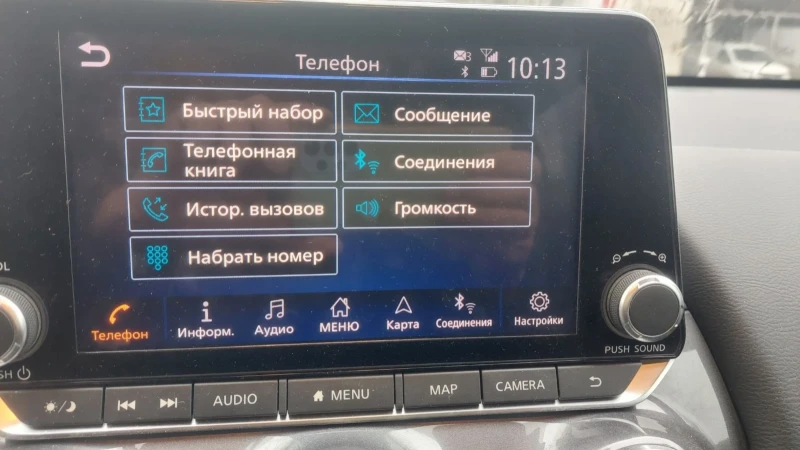 Телефон
10:13
Быстрый набор
Сообщение
Телефонная
книга
Соединения
Истор. вызовов
Громкость
Набрать номер
Телефон
Информ.
Аудио
МЕНЮ
Карта
Соединения
Настройки
PUSH SOUND
AUDIO
MENU
MAP
CAMERA